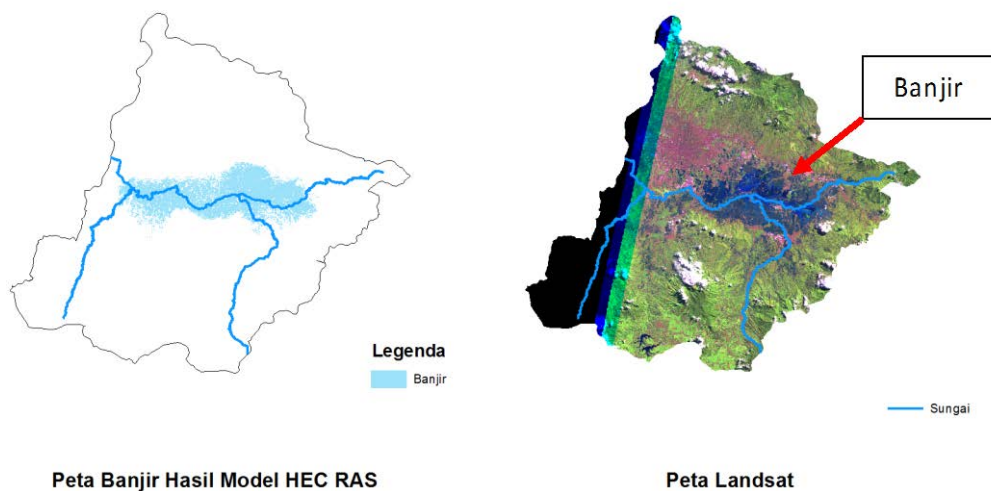 Banjir
Legenda
Banjir
Sungai
Peta Banjir Hasil Model HEC RAS
Peta Landsat